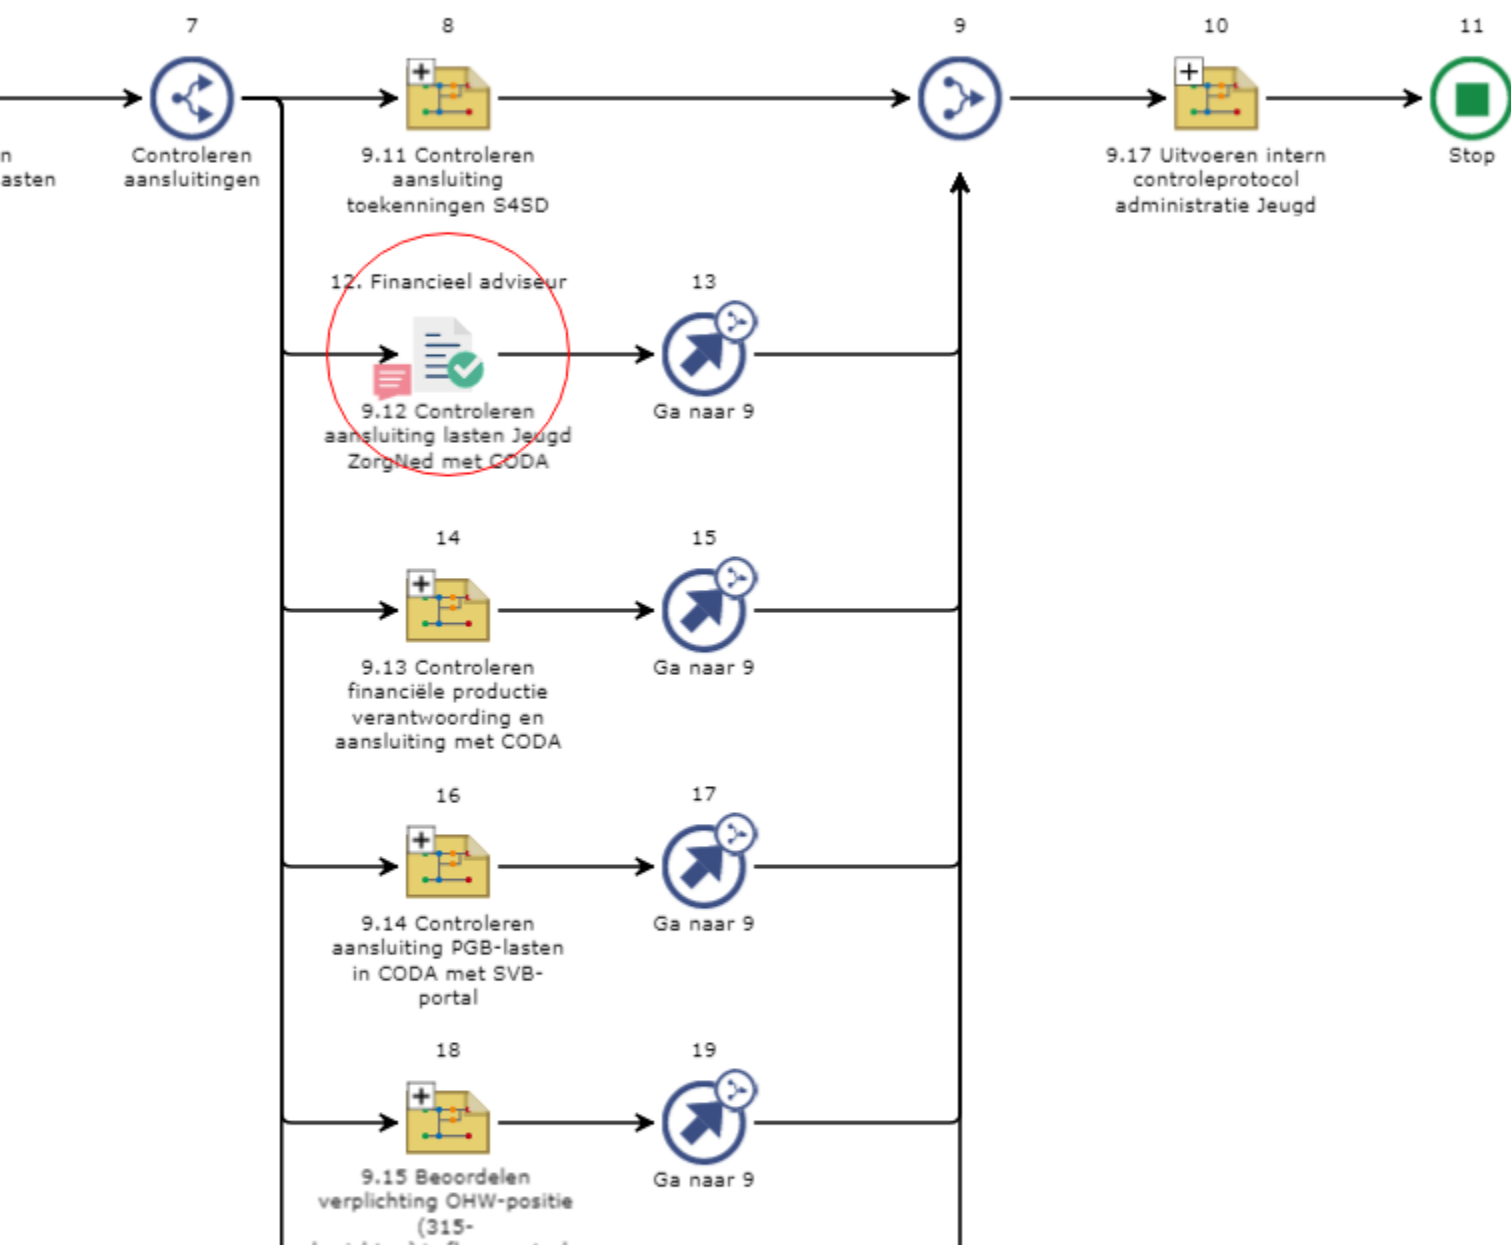 7
8
9
10
11
n
asten
Controleren
aansluitingen
9.11 Controleren
aansluiting
toekenningen S4SD
9.17 Uitvoeren intern
controleprotocol
administratie Jeugd
Stop
12. Financieel adviseur
13
9.12 Controleren
aansluiting lasten Jeugd
ZorgNed met CODA
Ga naar 9
14
15
9.13 Controleren
financiële productie
verantwoording en
aansluiting met CODA
Ga naar 9
16
17
9.14 Controleren
aansluiting PGB-lasten
in CODA met SVB-
portal
Ga naar 9
18
19
9.15 Beoordelen
verplichting OHW-positie
(315-
Ga naar 9